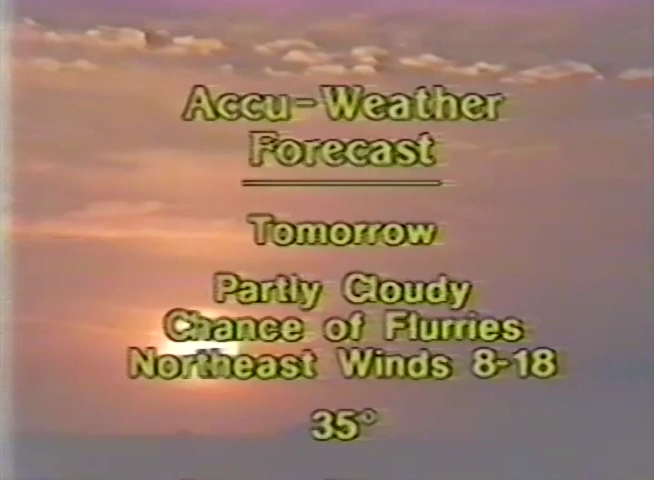 Accu-Weather
Forecast
Tomorrow
Partly Cloudy
Chance of Flurries
Northeast Winds 8-18
35°